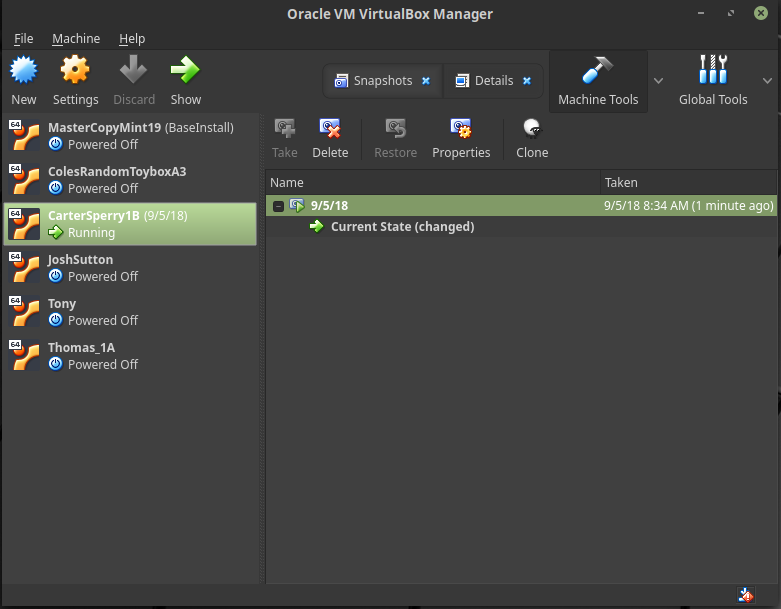 Oracle VM VirtualBox Manager
File Machine Help
New Settings Discard Show
Snapshots Details
Machine Tools Global Tools
64 MasterCopyMint19 (BaseInstall)
Powered Off
64 ColesRandomToyboxA3
Powered Off
64 CarterSperry1B (9/5/18)
Running
64 JoshSutton
Powered Off
64 Tony
Powered Off
64 Thomas_1A
Powered Off
Take Delete Restore Properties Clone
Name Taken
9/5/18 9/5/18 8:34 AM (1 minute ago)
Current State (changed)